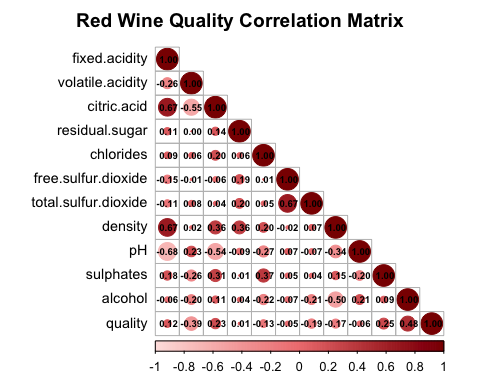 Red Wine Quality Correlation Matrix
fixed.acidity 1.00
volatile.acidity -0.26 1.00
citric.acid 0.67 -0.55 1.00
residual.sugar 0.11 0.00 0.14 1.00
chlorides 0.09 0.06 0.20 0.06 1.00
free.sulfur.dioxide -0.15 -0.01 -0.06 0.19 0.01 1.00
total.sulfur.dioxide -0.11 0.08 0.04 0.20 0.05 0.67 1.00
density 0.67 0.02 0.36 0.36 0.20 -0.02 0.07 1.00
pH -0.68 0.23 -0.54 -0.09 -0.27 0.07 -0.07 -0.34 1.00
sulphates 0.18 -0.26 0.31 0.01 0.37 0.05 0.04 0.15 -0.20 1.00
alcohol -0.06 -0.20 0.11 0.04 -0.22 -0.07 -0.21 -0.50 0.21 0.09 1.00
quality 0.12 -0.39 0.23 0.01 -0.13 -0.05 -0.19 -0.17 -0.06 0.25 0.48 1.00
-1 -0.8 -0.6 -0.4 -0.2 0 0.2 0.4 0.6 0.8 1